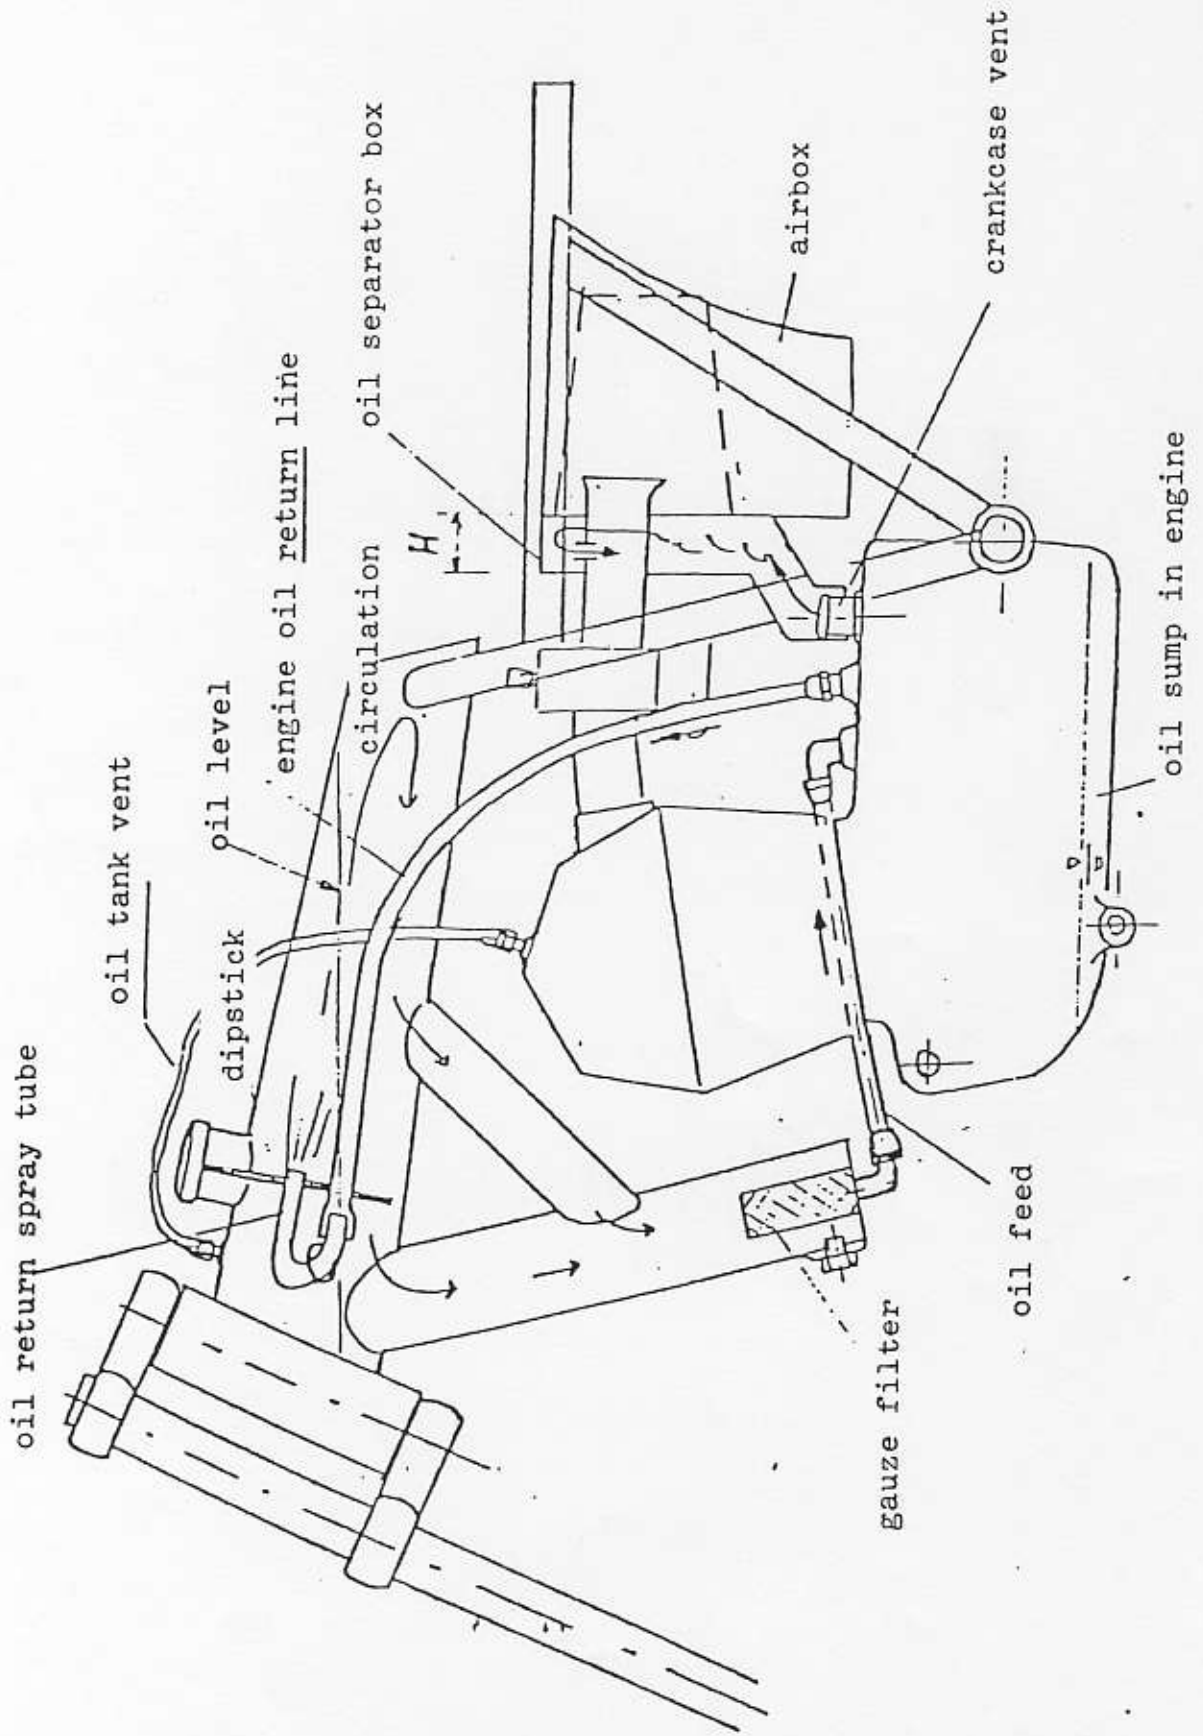 oil return spray tube
oil tank vent
dipstick
oil level
engine oil return line
circulation
H
oil separator box
airbox
crankcase vent
gauze filter
oil feed
oil sump in engine